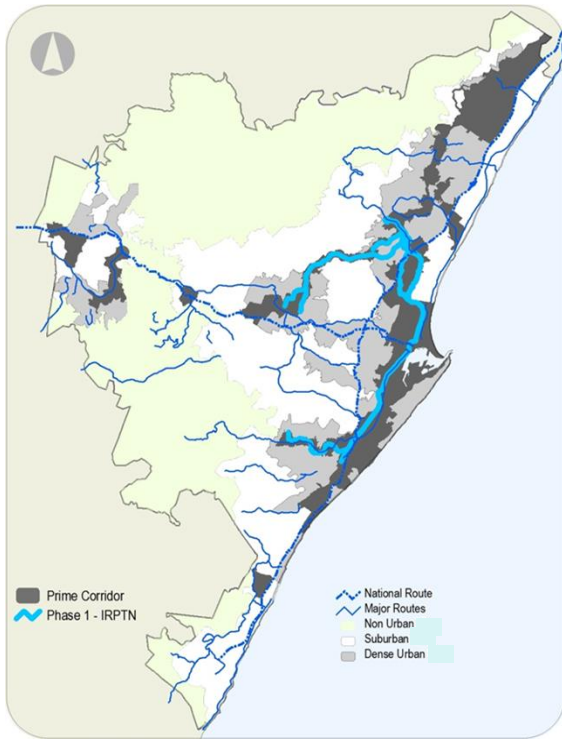 Prime Corridor
Phase 1 - IRPTN
National Route
Major Routes
Non Urban
Suburban
Dense Urban